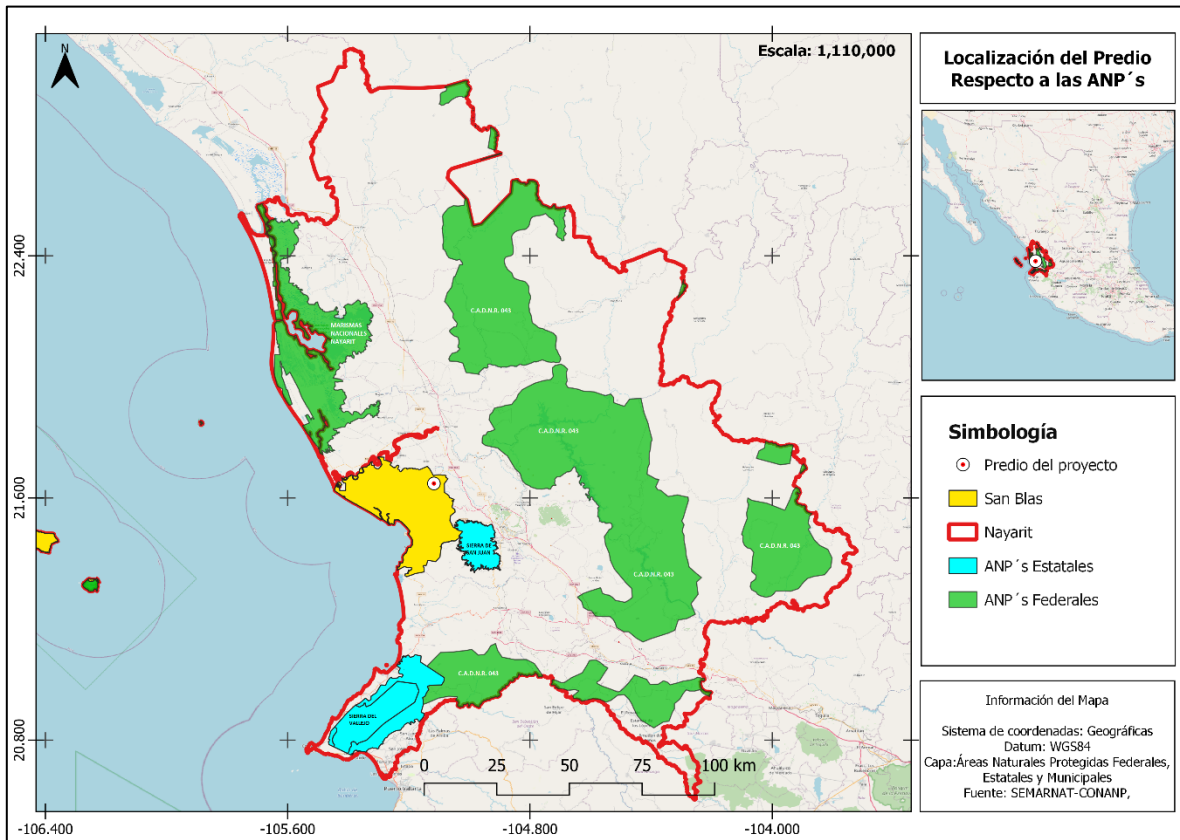 N
Escala: 1,110,000
Localización del Predio
Respecto a las ANP´s
22.400
21.600
20.800
-106.400
-105.600
-104.800
-104.000
C.A.D.N.R. 043
MARISMAS
NACIONALES
NAYARIT
C.A.D.N.R. 043
C.A.D.N.R. 043
C.A.D.N.R. 043
SIERRA DE
SAN JUAN
C.A.D.N.R. 043
SIERRA DEL
VALLEJO
0 25 50 75 100 km
Simbología
Predio del proyecto
San Blas
Nayarit
ANP´s Estatales
ANP´s Federales
Información del Mapa
Sistema de coordenadas: Geográficas
Datum: WGS84
Capa:Áreas Naturales Protegidas Federales,
Estatales y Municipales
Fuente: SEMARNAT-CONANP,